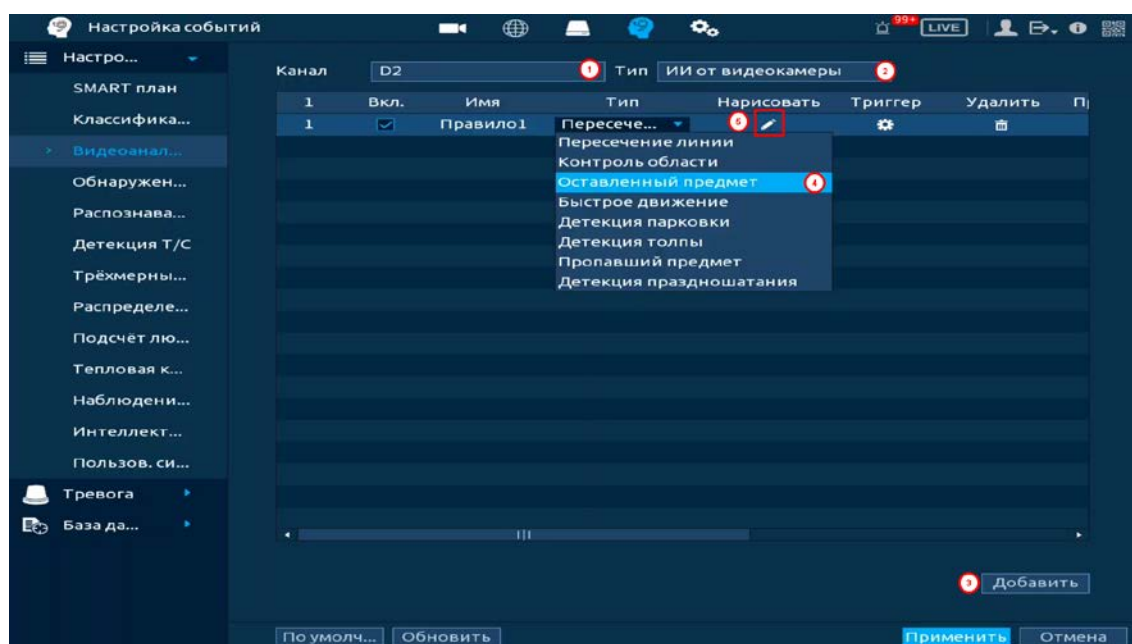 Настройка событий
99+
LIVE
Настро...
SMART план
Классифика...
Видеоанал...
Обнаружен...
Распознава...
Детекция Т/С
Трёхмерны...
Распределе...
Подсчёт лю...
Тепловая к...
Наблюдени...
Интеллект...
Пользов. си...
Тревога
База да...
Канал D2 1 Тип ИИ от видеокамеры 2
1 Вкл. Имя Тип Нарисовать Триггер Удалить П
1 Правило1 Пересече... 5
Пересечение линии
Контроль области
Оставленный предмет 4
Быстрое движение
Детекция парковки
Детекция толпы
Пропавший предмет
Детекция праздношатания
3 Добавить
По умолч... Обновить Применить Отмена